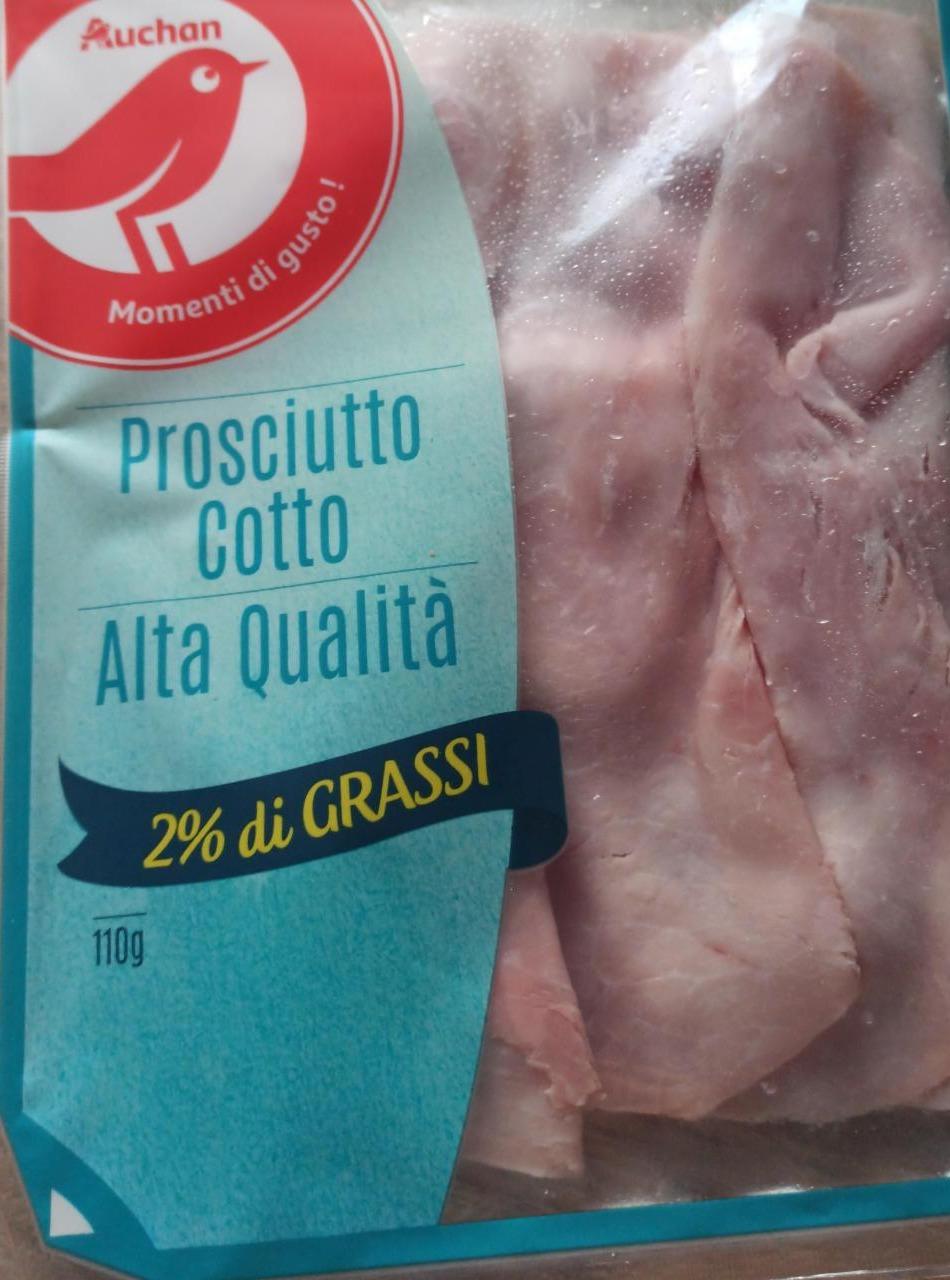 Auchan
Momenti di gusto!
Prosciutto
Cotto
Alta Qualità
2% di GRASSI
110g